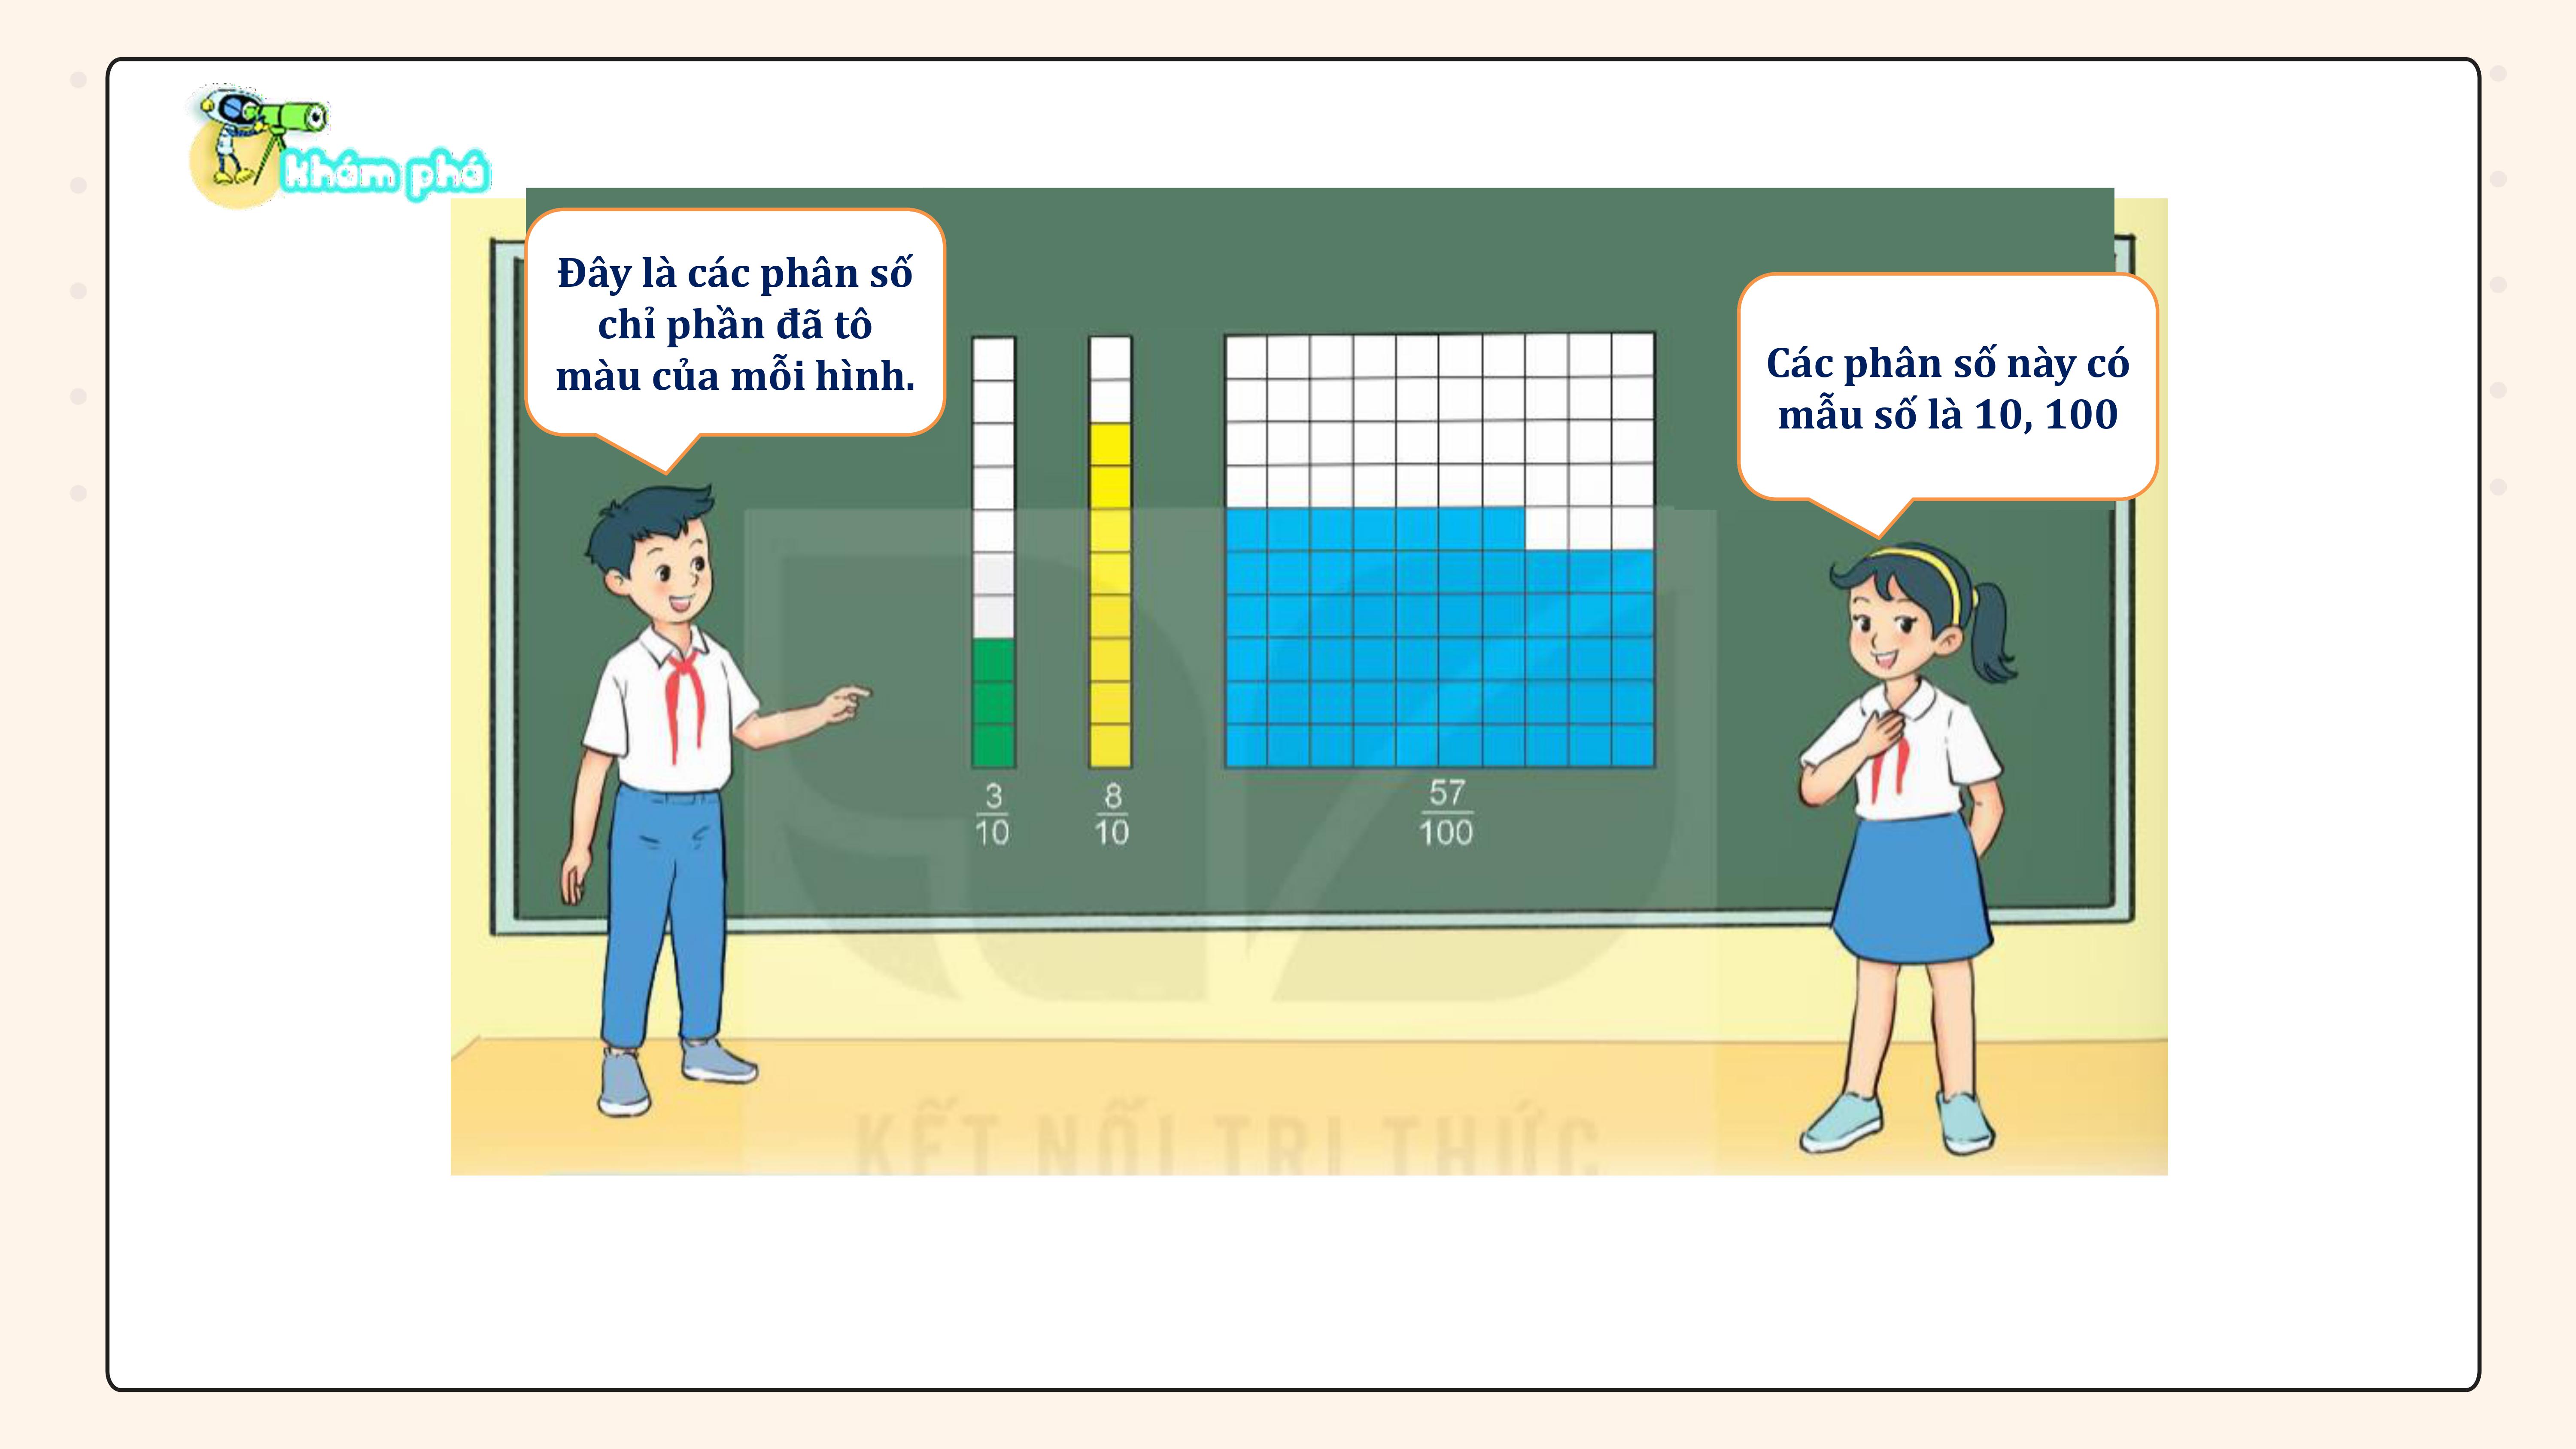 Khám phá
Đây là các phân số
chỉ phần đã tô
màu của mỗi hình.
Các phân số này có
mẫu số là 10, 100
3
10
8
10
57
100
KẾT NỐI TRI THỨC